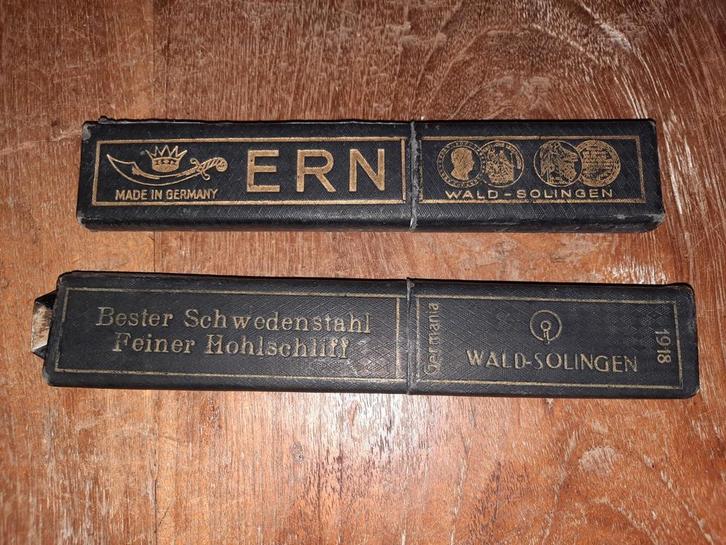 MADE IN GERMANY
ERN
WALD-SOLINGEN
Bester Schwedenstahl
Feiner Hohlschliff
Germania
WALD-SOLINGEN
1918